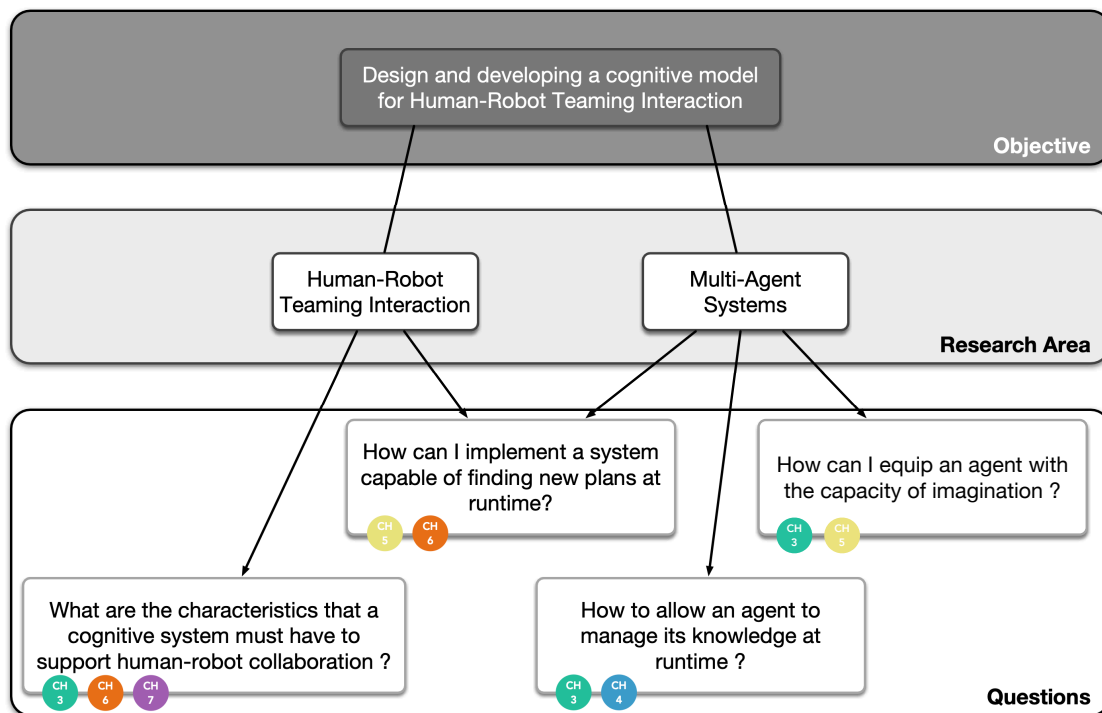 Design and developing a cognitive model
for Human-Robot Teaming Interaction
Objective
Human-Robot
Teaming Interaction
Multi-Agent
Systems
Research Area
How can I implement a system
capable of finding new plans at
runtime?
CH
5
CH
6
How can I equip an agent with
the capacity of imagination ?
CH
3
CH
5
What are the characteristics that a
cognitive system must have to
support human-robot collaboration ?
CH
3
CH
6
CH
7
How to allow an agent to
manage its knowledge at
runtime ?
CH
3
CH
4
Questions